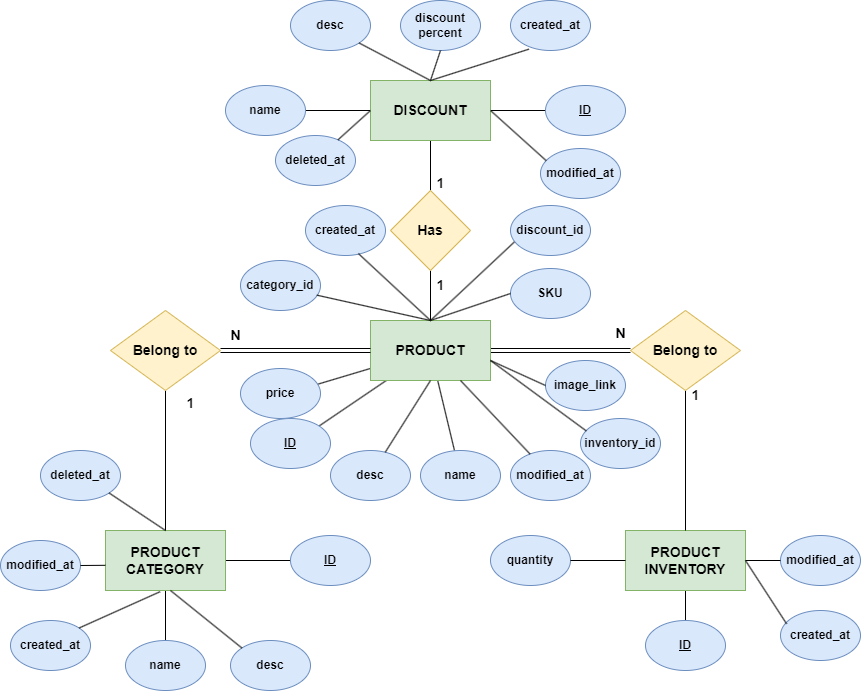 desc
discount
percent
created_at
name
DISCOUNT
ID
deleted_at
modified_at
1
created_at
Has
discount_id
category_id
1
SKU
N
N
Belong to
PRODUCT
Belong to
price
image_link
1
1
ID
inventory_id
deleted_at
desc
name
modified_at
modified_at
PRODUCT
CATEGORY
ID
quantity
PRODUCT
INVENTORY
modified_at
created_at
name
desc
ID
created_at